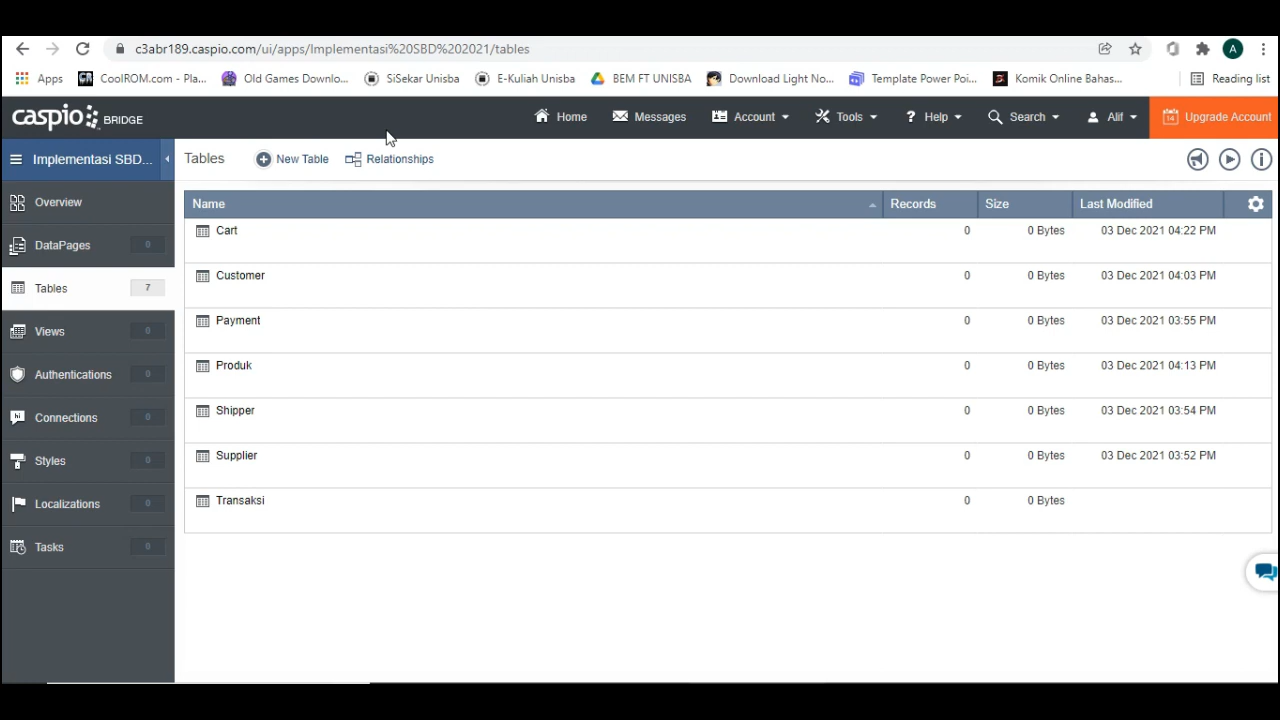 c3abr189.caspio.com/ui/apps/Implementasi%20SBD%202021/tables
A
Apps
CR
CoolROM.com - Pla...
Old Games Downlo...
SiSekar Unisba
E-Kuliah Unisba
BEM FT UNISBA
Download Light No...
Template Power Poi...
Komik Online Bahas...
Reading list
caspio BRIDGE
Home
Messages
Account
Tools
? Help
Search
Alif
14
Upgrade Account
Implementasi SBD...
Tables
New Table
Relationships
Overview
DataPages 0
Tables 7
Views 0
Authentications 0
hi Connections 0
Styles 0
Localizations 0
Tasks 0
Name Records Size Last Modified
Cart 0 0 Bytes 03 Dec 2021 04:22 PM
Customer 0 0 Bytes 03 Dec 2021 04:03 PM
Payment 0 0 Bytes 03 Dec 2021 03:55 PM
Produk 0 0 Bytes 03 Dec 2021 04:13 PM
Shipper 0 0 Bytes 03 Dec 2021 03:54 PM
Supplier 0 0 Bytes 03 Dec 2021 03:52 PM
Transaksi 0 0 Bytes